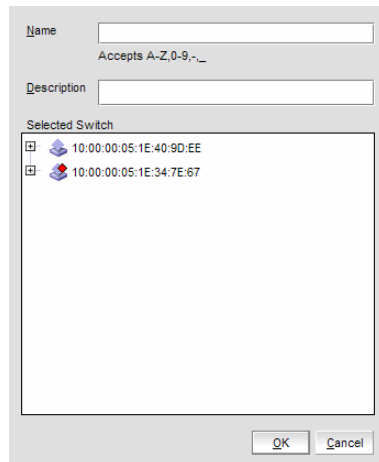 Name
Accepts A-Z,0-9,-,_
Description
Selected Switch
10:00:00:05:1E:40:9D:EE
10:00:00:05:1E:34:7E:67
OK Cancel